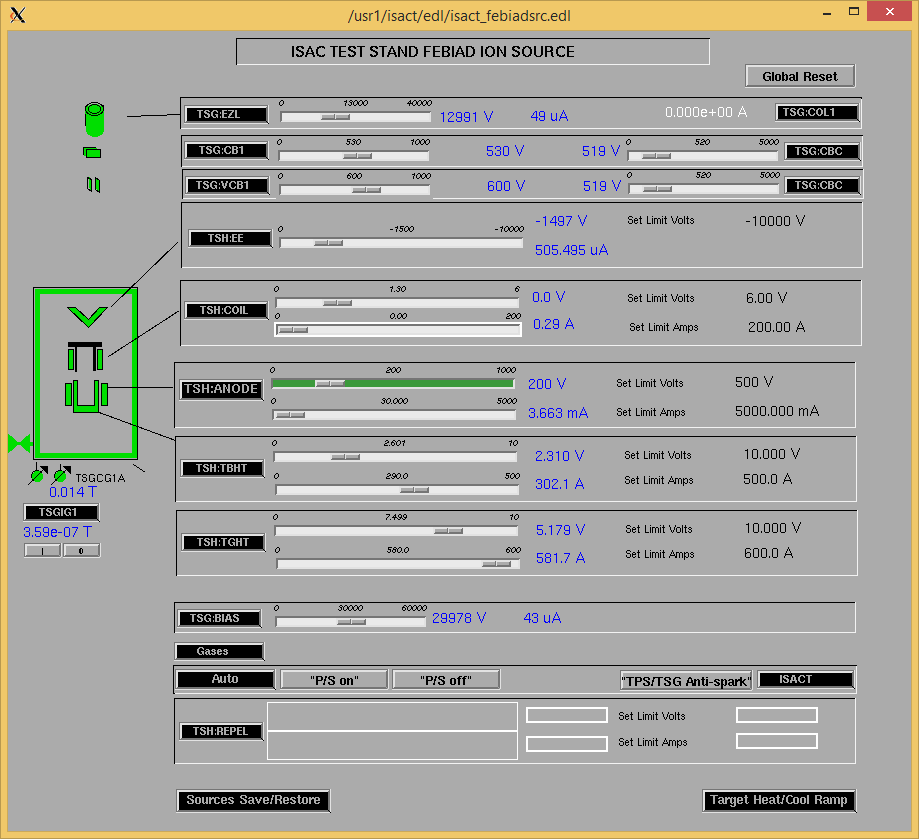 /usr1/isact/edl/isact_febiadsrc.edl
ISAC TEST STAND FEBIAD ION SOURCE
Global Reset
TSG:EZL 0 13000 40000 12991 V 49 uA 0.000e+00 A TSG:COL1
TSG:CB1 0 530 1000 530 V 519 V 0 520 5000 TSG:CBC
TSG:VCB1 0 600 1000 600 V 519 V 0 520 5000 TSG:CBC
TSH:EE 0 -1500 -10000 -1497 V Set Limit Volts -10000 V
505.495 uA
TSH:COIL 0 1.30 6 0.0 V Set Limit Volts 6.00 V
0 0.00 200 0.29 A Set Limit Amps 200.00 A
TSH:ANODE 0 200 1000 200 V Set Limit Volts 500 V
0 30.000 5000 3.663 mA Set Limit Amps 5000.000 mA
TSH:TBHT 0 2.601 10 2.310 V Set Limit Volts 10.000 V
0 290.0 500 302.1 A Set Limit Amps 500.0 A
TSGCG1A
0.014 T
TSGIG1
3.59e-07 T
I 0
TSH:TGHT 0 7.499 10 5.179 V Set Limit Volts 10.000 V
0 580.0 600 581.7 A Set Limit Amps 600.0 A
TSG:BIAS 0 30000 60000 29978 V 43 uA
Gases
Auto "P/S on" "P/S off" "TPS/TSG Anti-spark" ISACT
TSH:REPEL Set Limit Volts
Set Limit Amps
Sources Save/Restore Target Heat/Cool Ramp